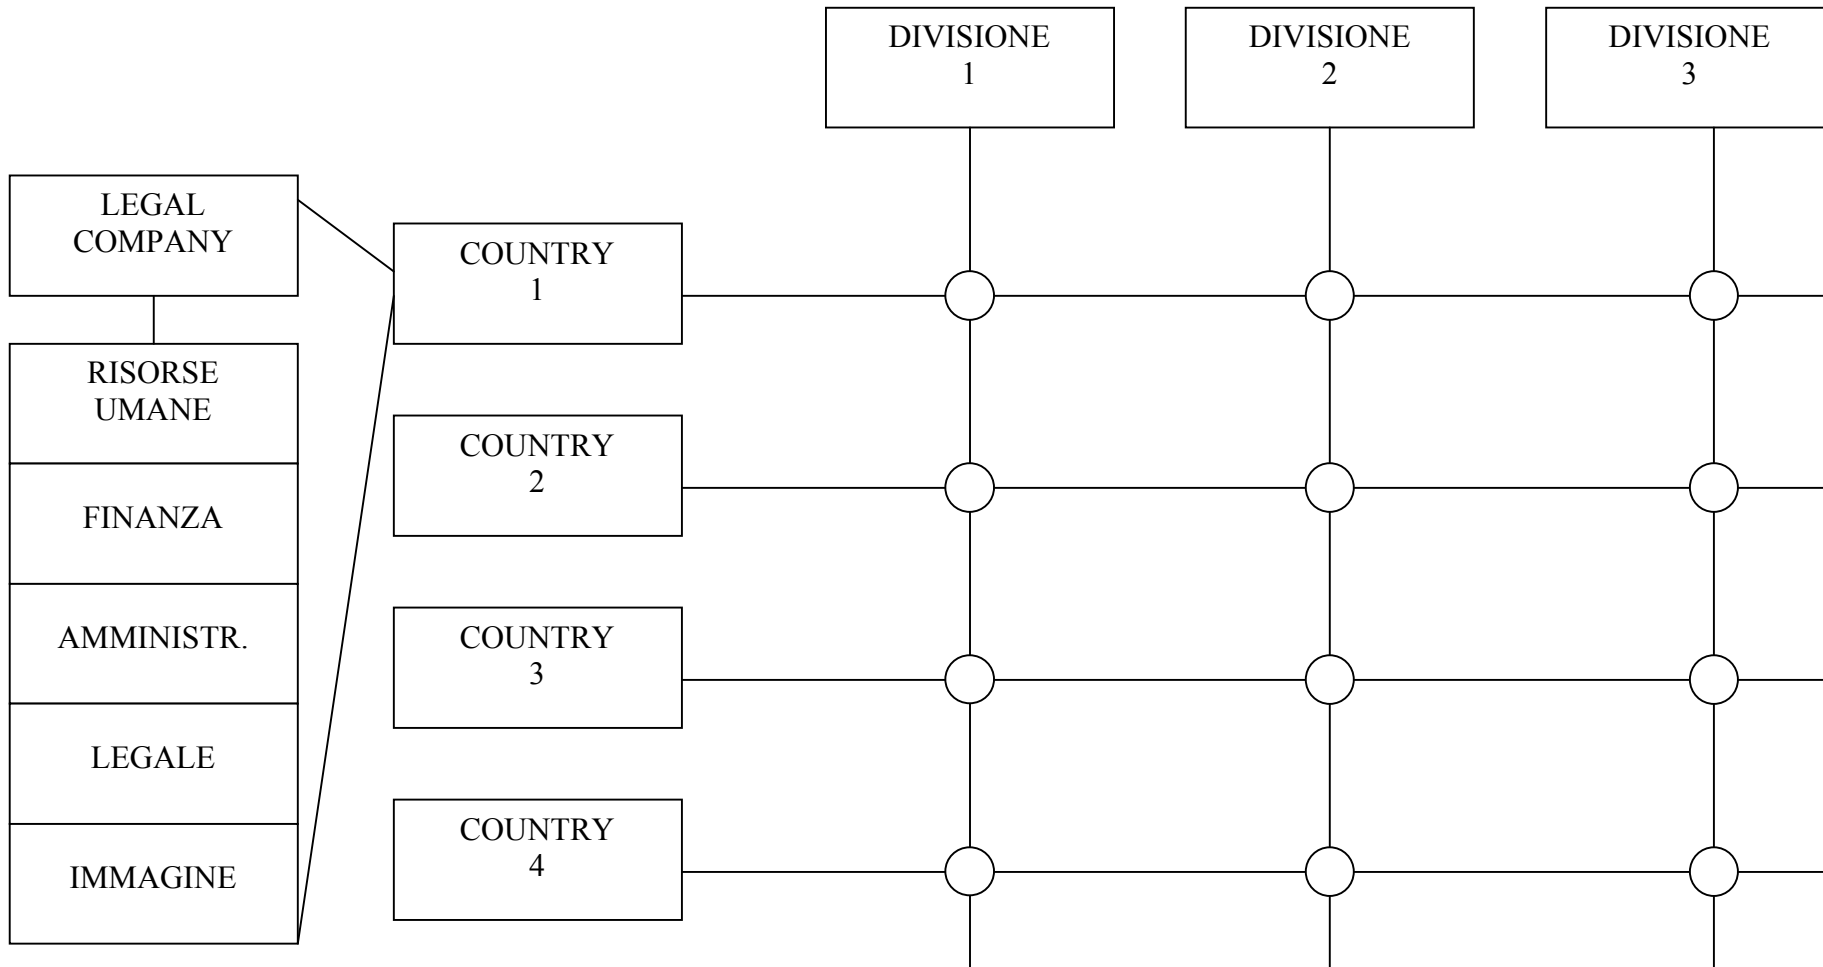 DIVISIONE
1
DIVISIONE
2
DIVISIONE
3
LEGAL
COMPANY
COUNTRY
1
RISORSE
UMANE
COUNTRY
2
FINANZA
AMMINISTR.
COUNTRY
3
LEGALE
COUNTRY
4
IMMAGINE